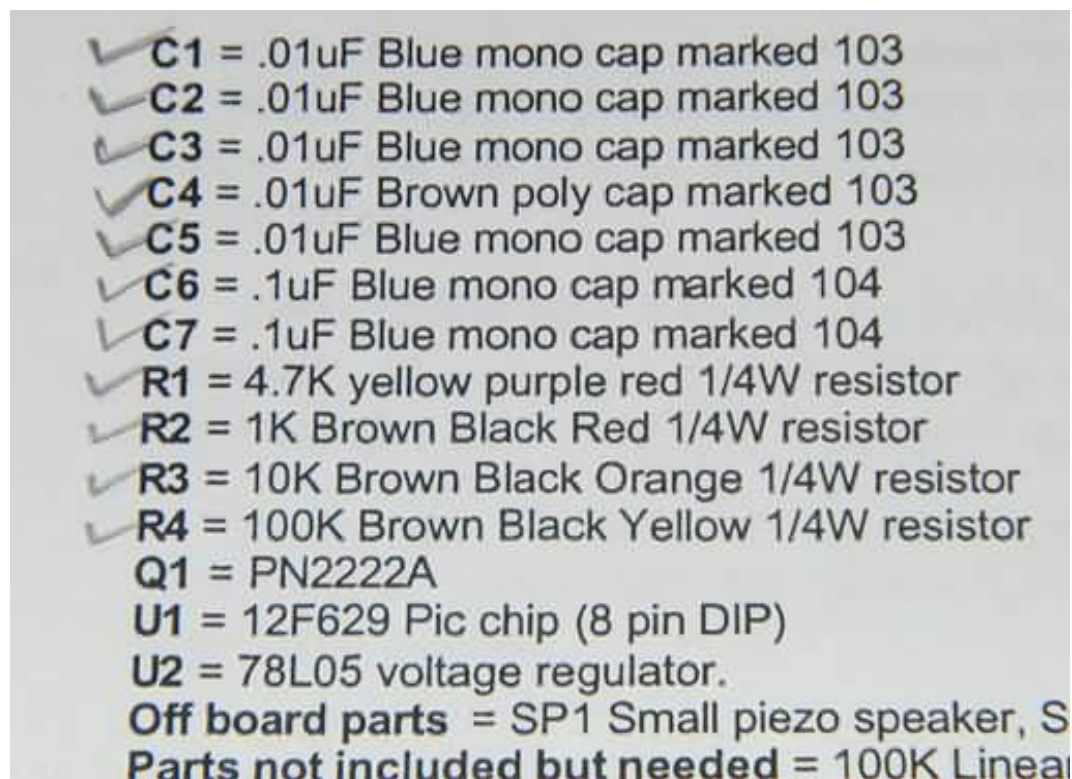 C1 = .01uF Blue mono cap marked 103
C2 = .01uF Blue mono cap marked 103
C3 = .01uF Blue mono cap marked 103
C4 = .01uF Brown poly cap marked 103
C5 = .01uF Blue mono cap marked 103
C6 = .1uF Blue mono cap marked 104
C7 = .1uF Blue mono cap marked 104
R1 = 4.7K yellow purple red 1/4W resistor
R2 = 1K Brown Black Red 1/4W resistor
R3 = 10K Brown Black Orange 1/4W resistor
R4 = 100K Brown Black Yellow 1/4W resistor
Q1 = PN2222A
U1 = 12F629 Pic chip (8 pin DIP)
U2 = 78L05 voltage regulator.
Off board parts = SP1 Small piezo speaker, S
Parts not included but needed = 100K Linear